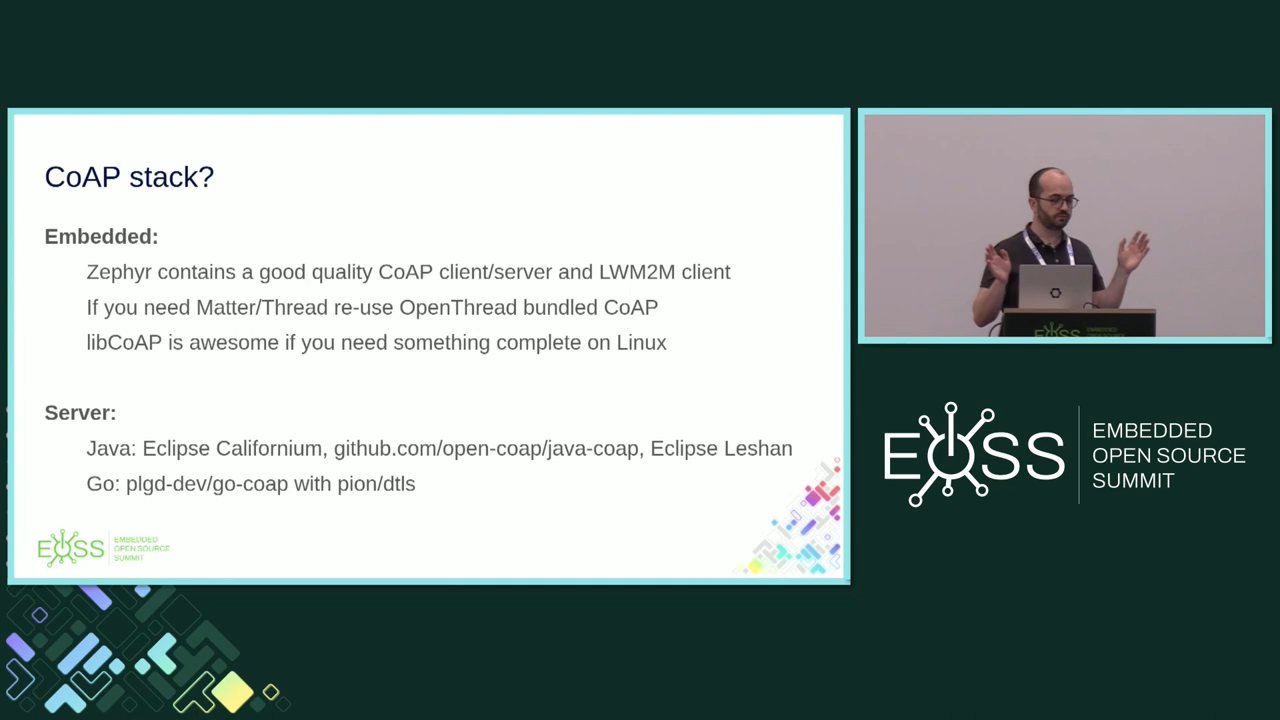 CoAP stack?
Embedded:
Zephyr contains a good quality CoAP client/server and LWM2M client
If you need Matter/Thread re-use OpenThread bundled CoAP
libCoAP is awesome if you need something complete on Linux
Server:
Java: Eclipse Californium, github.com/open-coap/java-coap, Eclipse Leshan
Go: plgd-dev/go-coap with pion/dtls
EOSS
EMBEDDED
OPEN SOURCE
SUMMIT
EOSS
EOSS
EMBEDDED
OPEN SOURCE
SUMMIT